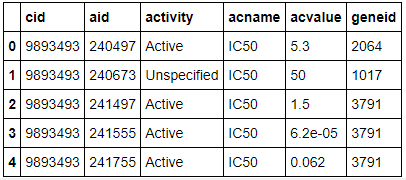 cid aid activity acname acvalue geneid
0 9893493 240497 Active IC50 5.3 2064
1 9893493 240673 Unspecified IC50 50 1017
2 9893493 241497 Active IC50 1.5 3791
3 9893493 241555 Active IC50 6.2e-05 3791
4 9893493 241755 Active IC50 0.062 3791